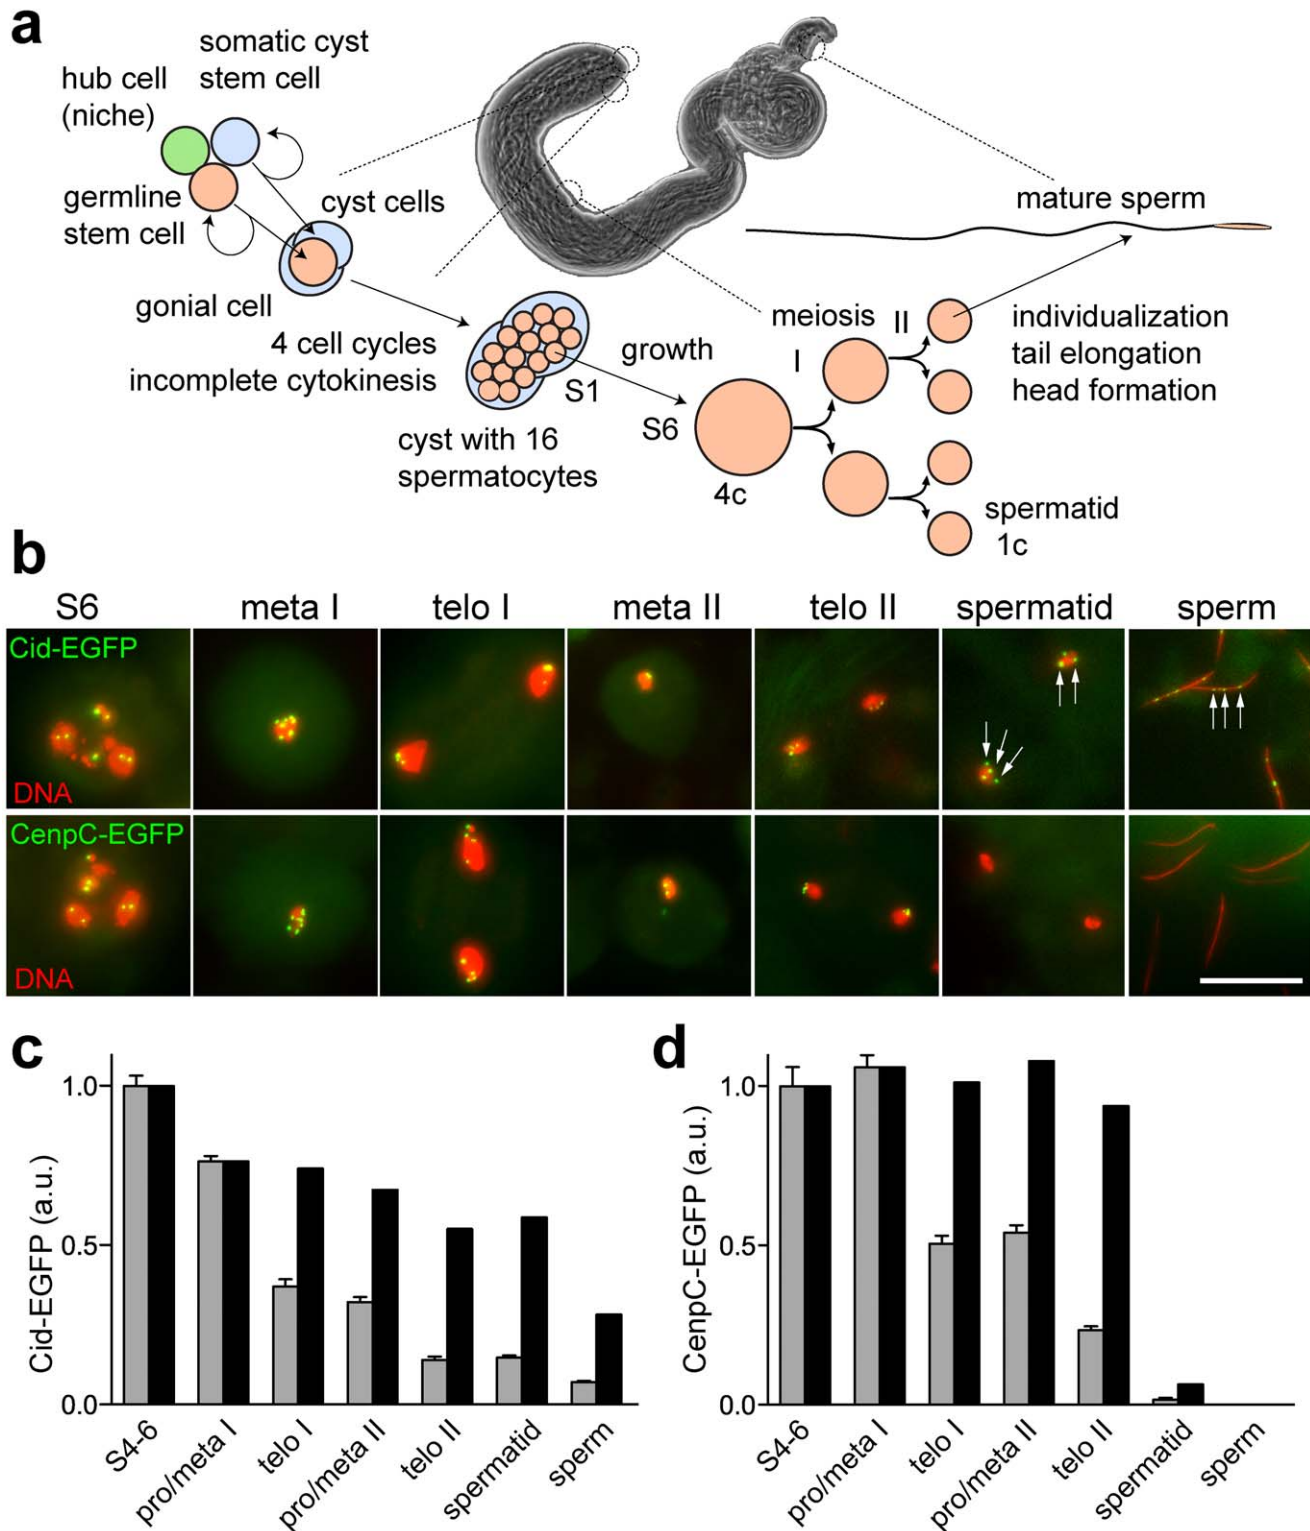 a
somatic cyst
stem cell
hub cell
(niche)
germline
stem cell
cyst cells
gonial cell
4 cell cycles
incomplete cytokinesis
S1
cyst with 16
spermatocytes
growth
S6
4c
meiosis
I
II
mature sperm
individualization
tail elongation
head formation
spermatid
1c
b
S6 meta I telo I meta II telo II spermatid sperm
Cid-EGFP
DNA
CenpC-EGFP
DNA
c
Cid-EGFP (a.u.)
1.0
0.5
0.0
S4-6
pro/meta I
telo I
pro/meta II
telo II
spermatid
sperm
d
CenpC-EGFP (a.u.)
1.0
0.5
0.0
S4-6
pro/meta I
telo I
pro/meta II
telo II
spermatid
sperm